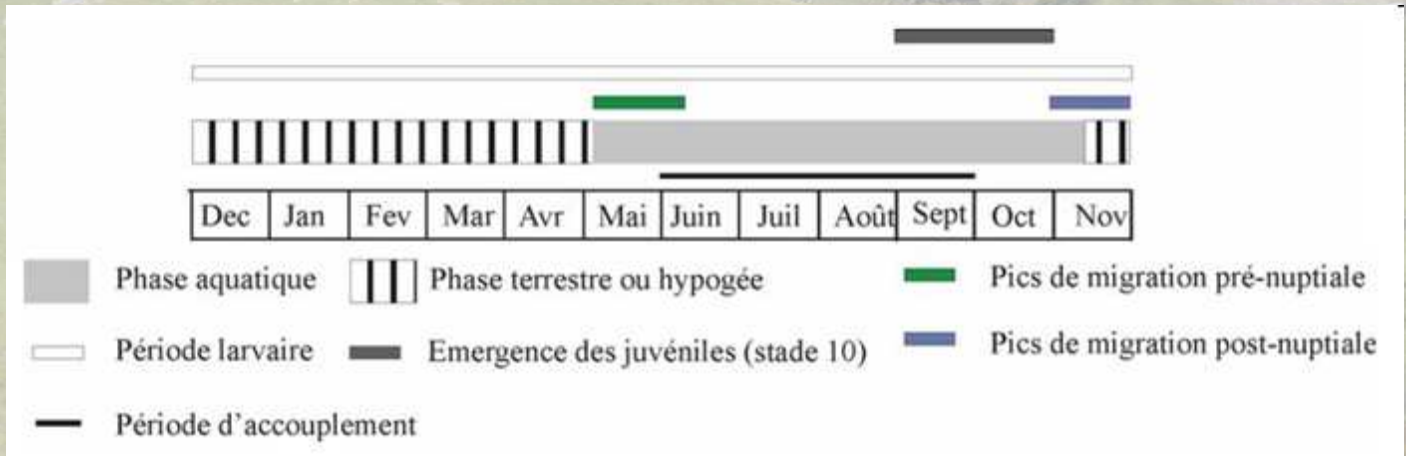 Dec Jan Fev Mar Avr Mai Juin Juil Août Sept Oct Nov
Phase aquatique Phase terrestre ou hypogée Pics de migration pré-nuptiale
Période larvaire Emergence des juvéniles (stade 10) Pics de migration post-nuptiale
Période d'accouplement